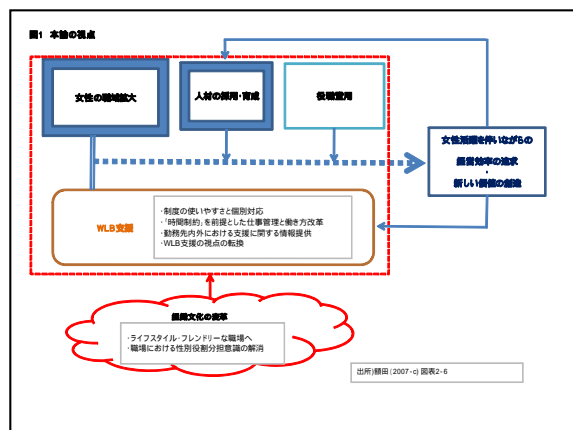 図1 本論の視点
女性の職域拡大
人材の採用・育成
役職登用
女性活躍を伴いながらの
経営効率の追求
・
新しい価値の創造
WLB支援
・制度の使いやすさと個別対応
・「時間制約」を前提とした仕事管理と働き方改革
・勤務先内外における支援に関する情報提供
・WLB支援の視点の転換
組織文化の変革
・ライフスタイル・フレンドリーな職場へ
・職場における性別役割分担意識の解消
出所)額田(2007・c) 図表2・6